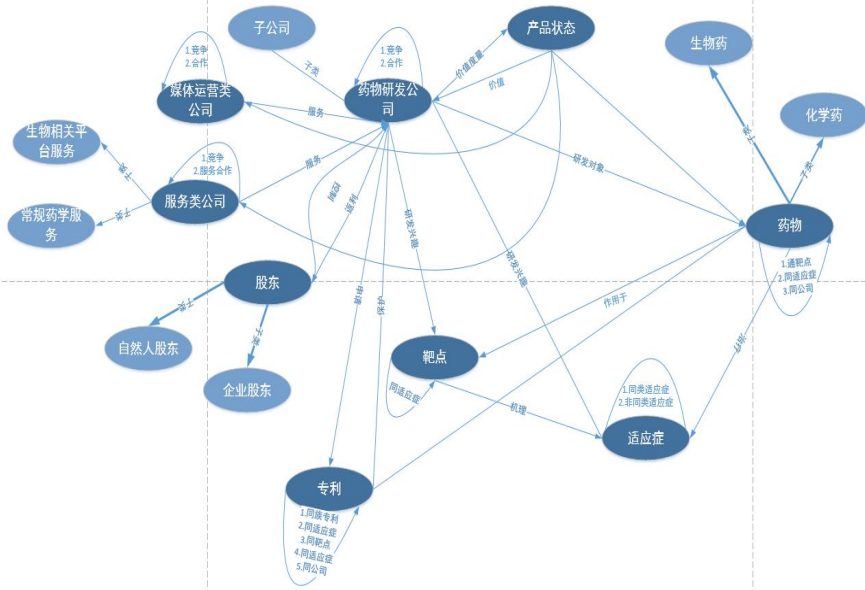 子公司
产品状态
生物药
化学药
1.竞争
2.合作
媒体运营类
公司
1.竞争
2.合作
药物研发公
司
子类
价值度量
价值
服务
生物相关平
台服务
子类
1.竞争
2.服务合作
服务
服务类公司
子类
常规药学服
务
研发对象
子类
子类
药物
1.通靶点
2.同适应症
3.同公司
控制
利润
研发兴趣
研发兴趣
股东
子类
自然人股东
子类
企业股东
申请
诉讼
作用于
治疗
靶点
同适应症
机理
1.同类适应症
2.非同类适应症
适应症
专利
1.同族专利
2.同适应症
3.同靶点
4.同适应症
5.同公司